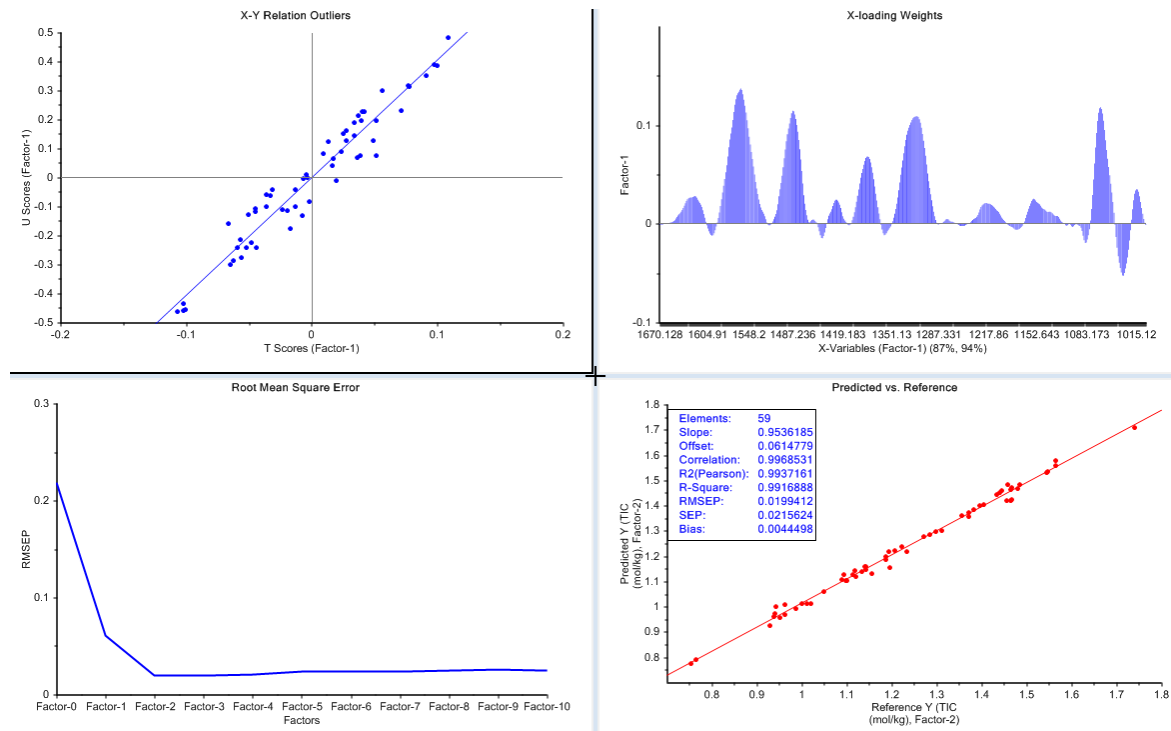 X-Y Relation Outliers
0.5
0.4
0.3
0.2
0.1
0
-0.1
-0.2
-0.3
-0.4
-0.5
U Scores (Factor-1)
-0.2
-0.1
0
0.1
0.2
T Scores (Factor-1)
X-loading Weights
0.1
0
-0.1
Factor-1
1670.128 1604.91 1548.2 1487.236 1419.183 1351.13 1287.331 1217.86 1152.643 1083.173 1015.12
X-Variables (Factor-1) (87%, 94%)
Root Mean Square Error
0.3
0.2
0.1
0
RMSEP
Factor-0 Factor-1 Factor-2 Factor-3 Factor-4 Factor-5 Factor-6 Factor-7 Factor-8 Factor-9 Factor-10
Factors
Predicted vs. Reference
Elements: 59
Slope: 0.9536185
Offset: 0.0614779
Correlation: 0.9968531
R2(Pearson): 0.9937161
R-Square: 0.9916888
RMSEP: 0.0199412
SEP: 0.0215624
Bias: 0.0044498
1.8
1.7
1.6
1.5
1.4
1.3
1.2
1.1
1
0.9
0.8
Predicted Y (TIC
(mol/kg), Factor-2)
0.8 0.9 1 1.1 1.2 1.3 1.4 1.5 1.6 1.7 1.8
Reference Y (TIC
(mol/kg), Factor-2)